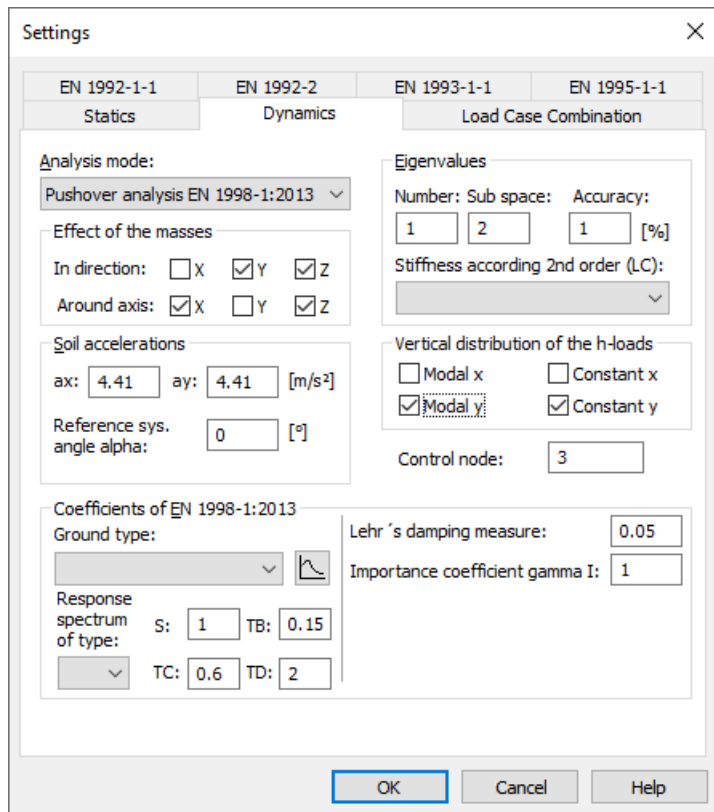 Settings
EN 1992-1-1 EN 1992-2 EN 1993-1-1 EN 1995-1-1
Statics Dynamics Load Case Combination
Analysis mode:
Pushover analysis EN 1998-1:2013
Effect of the masses
In direction: X Y Z
Around axis: X Y Z
Eigenvalues
Number: Sub space: Accuracy:
1 2 1 [%]
Stiffness according 2nd order (LC):
Soil accelerations
ax: 4.41 ay: 4.41 [m/s²]
Reference sys.
angle alpha: 0 [°]
Vertical distribution of the h-loads
Modal x Constant x
Modal y Constant y
Control node: 3
Coefficients of EN 1998-1:2013
Ground type:
Response
spectrum
of type:
S: 1 TB: 0.15
TC: 0.6 TD: 2
Lehr´s damping measure: 0.05
Importance coefficient gamma I: 1
OK Cancel Help